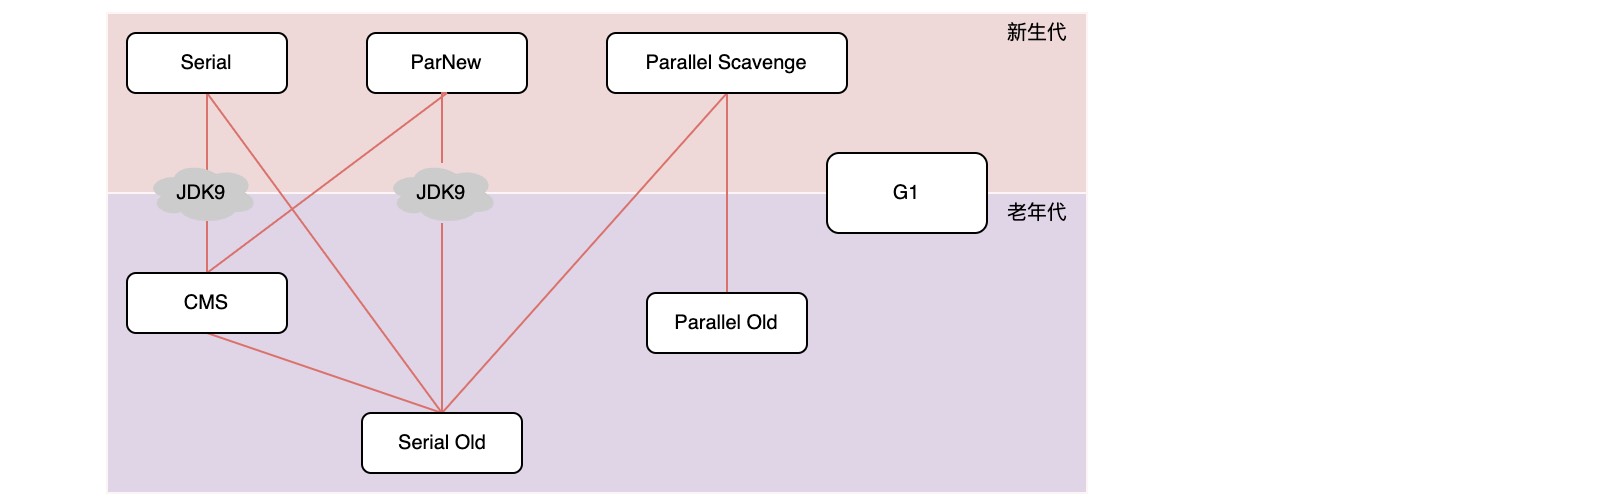 新生代
Serial
ParNew
Parallel Scavenge
JDK9
JDK9
G1
老年代
CMS
Parallel Old
Serial Old